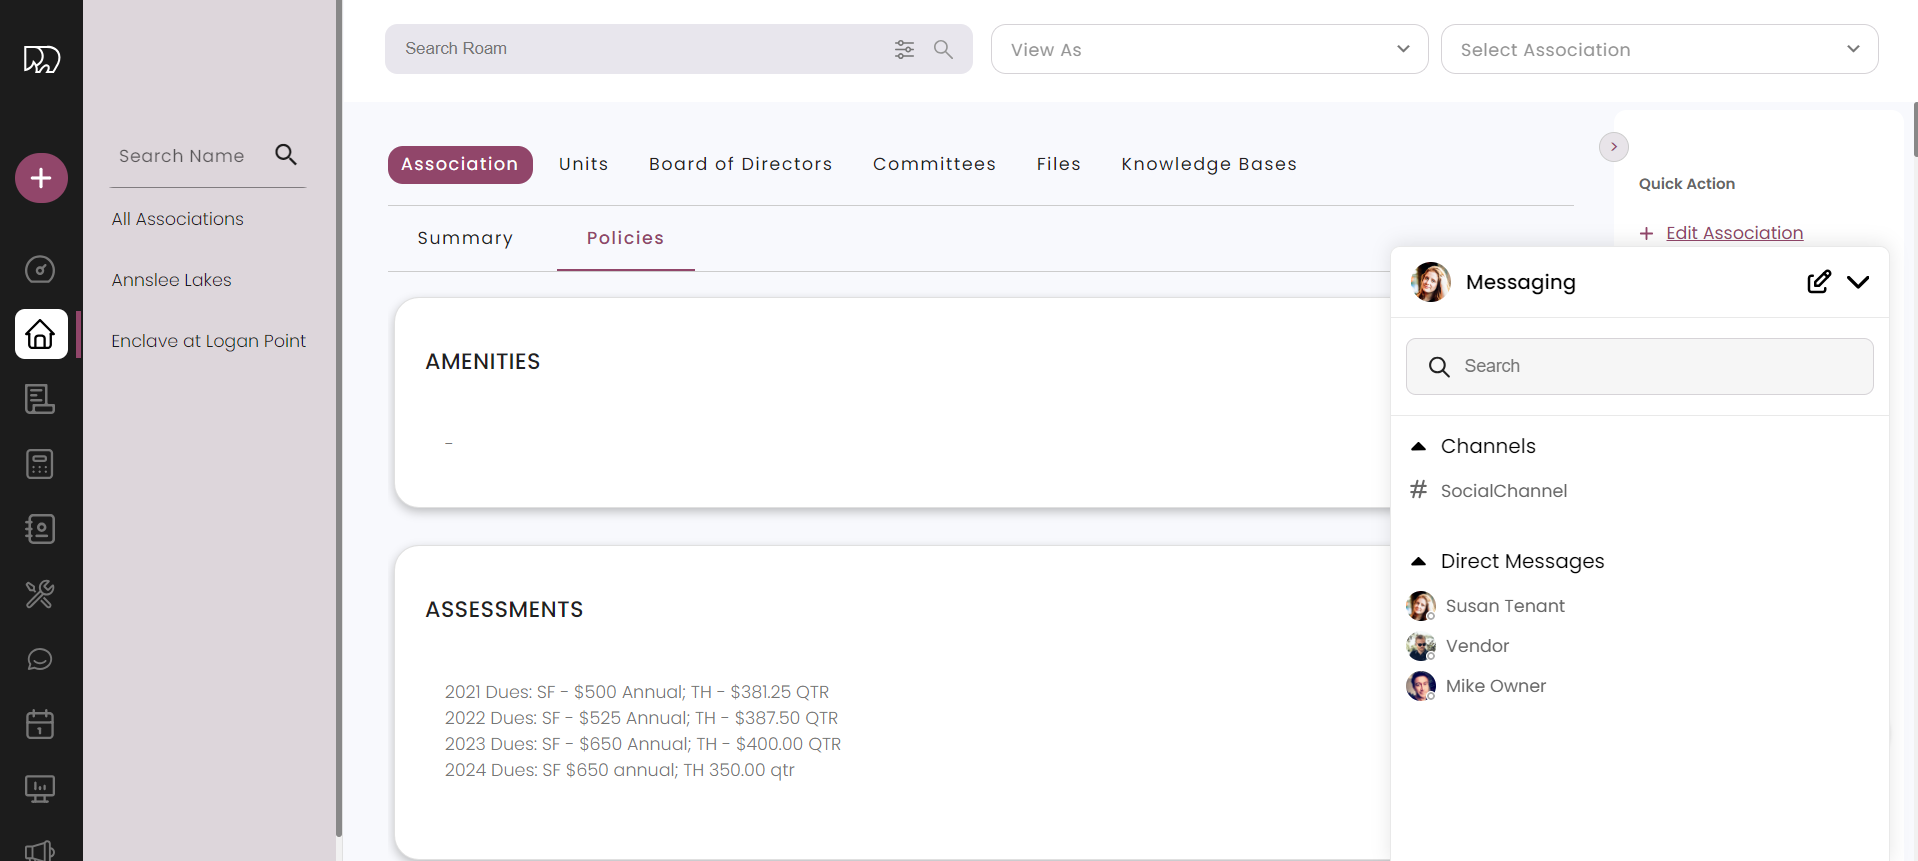 Search Roam
View As
Select Association
Search Name
All Associations
Annslee Lakes
Enclave at Logan Point
Association
Units
Board of Directors
Committees
Files
Knowledge Bases
Summary
Policies
AMENITIES
-
ASSESSMENTS
2021 Dues: SF - $500 Annual; TH - $381.25 QTR
2022 Dues: SF - $525 Annual; TH - $387.50 QTR
2023 Dues: SF - $650 Annual; TH - $400.00 QTR
2024 Dues: SF $650 annual; TH 350.00 qtr
Quick Action
+ Edit Association
Messaging
Search
Channels
# SocialChannel
Direct Messages
Susan Tenant
Vendor
Mike Owner
1